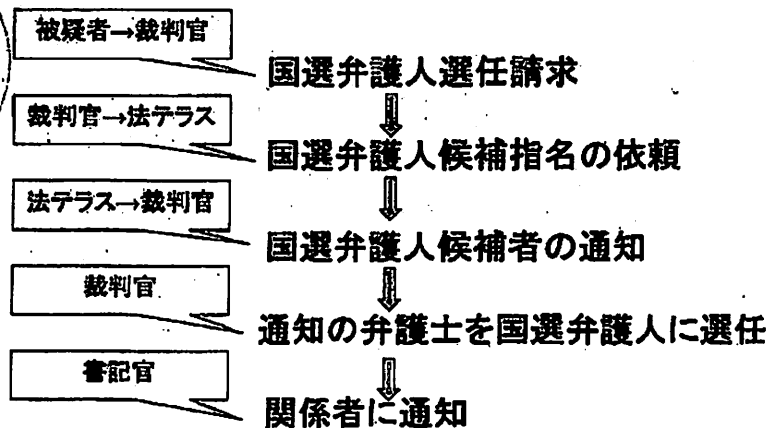 被疑者→裁判官
国選弁護人選任請求
裁判官→法テラス
国選弁護人候補指名の依頼
法テラス→裁判官
国選弁護人候補者の通知
裁判官
通知の弁護士を国選弁護人に選任
書記官
関係者に通知